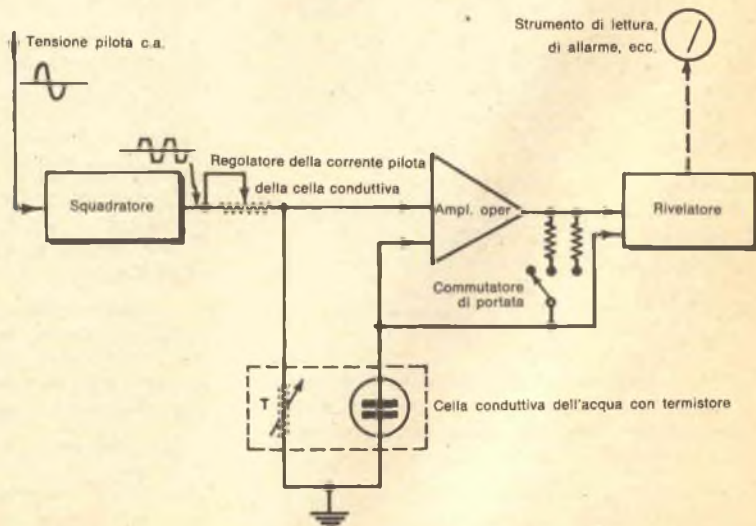 Tensione pilota c.a.
Strumento di lettura,
di allarme, ecc.
Regolatore della corrente pilota
della cella conduttiva
Squadratore
Ampl. oper
Rivelatore
Commutatore
di portata
T
Cella conduttiva dell'acqua con termistore